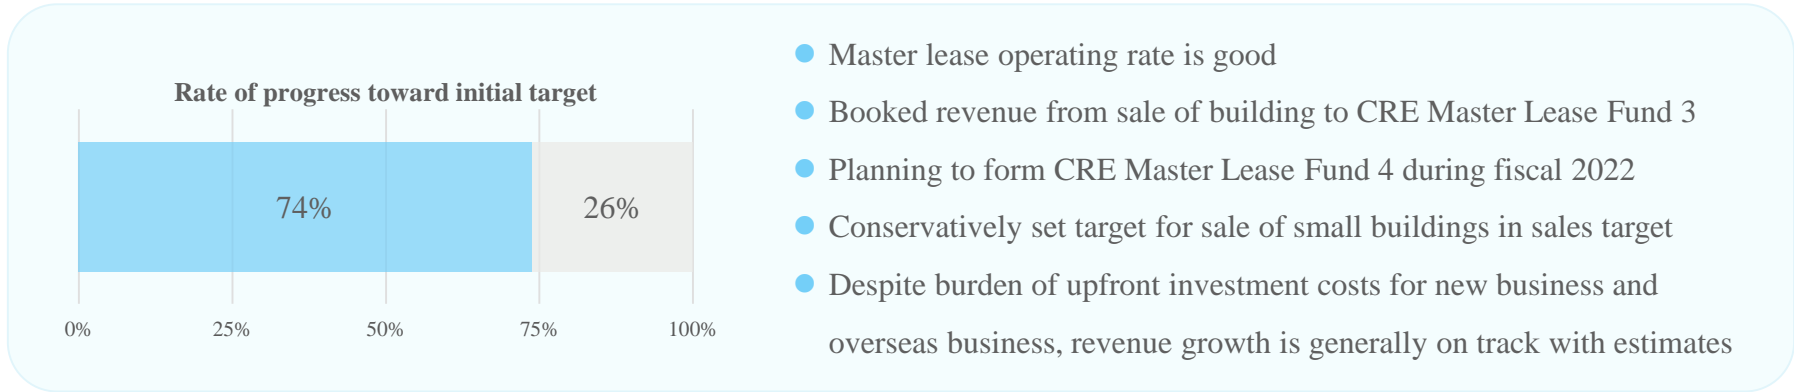 Rate of progress toward initial target
74%
26%
0%
25%
50%
75%
100%
Master lease operating rate is good
Booked revenue from sale of building to CRE Master Lease Fund 3
Planning to form CRE Master Lease Fund 4 during fiscal 2022
Conservatively set target for sale of small buildings in sales target
Despite burden of upfront investment costs for new business and
overseas business, revenue growth is generally on track with estimates